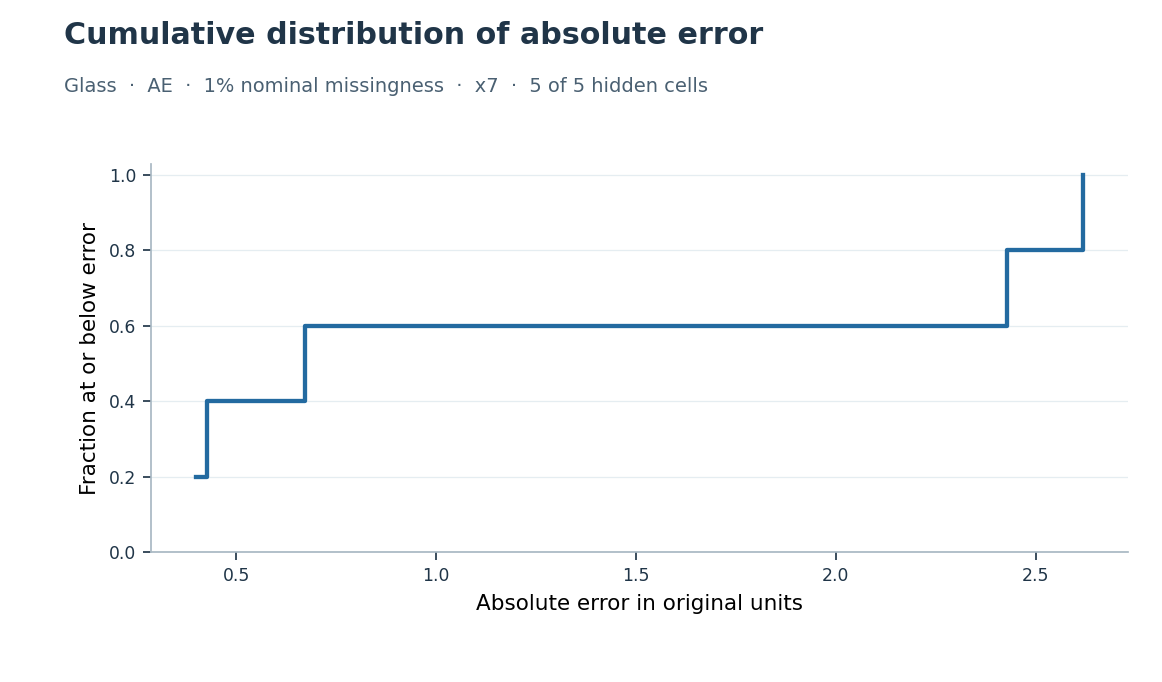 Cumulative distribution of absolute error
Glass · AE · 1% nominal missingness · x7 · 5 of 5 hidden cells
Fraction at or below error
1.0
0.8
0.6
0.4
0.2
0.0
0.5 1.0 1.5 2.0 2.5
Absolute error in original units